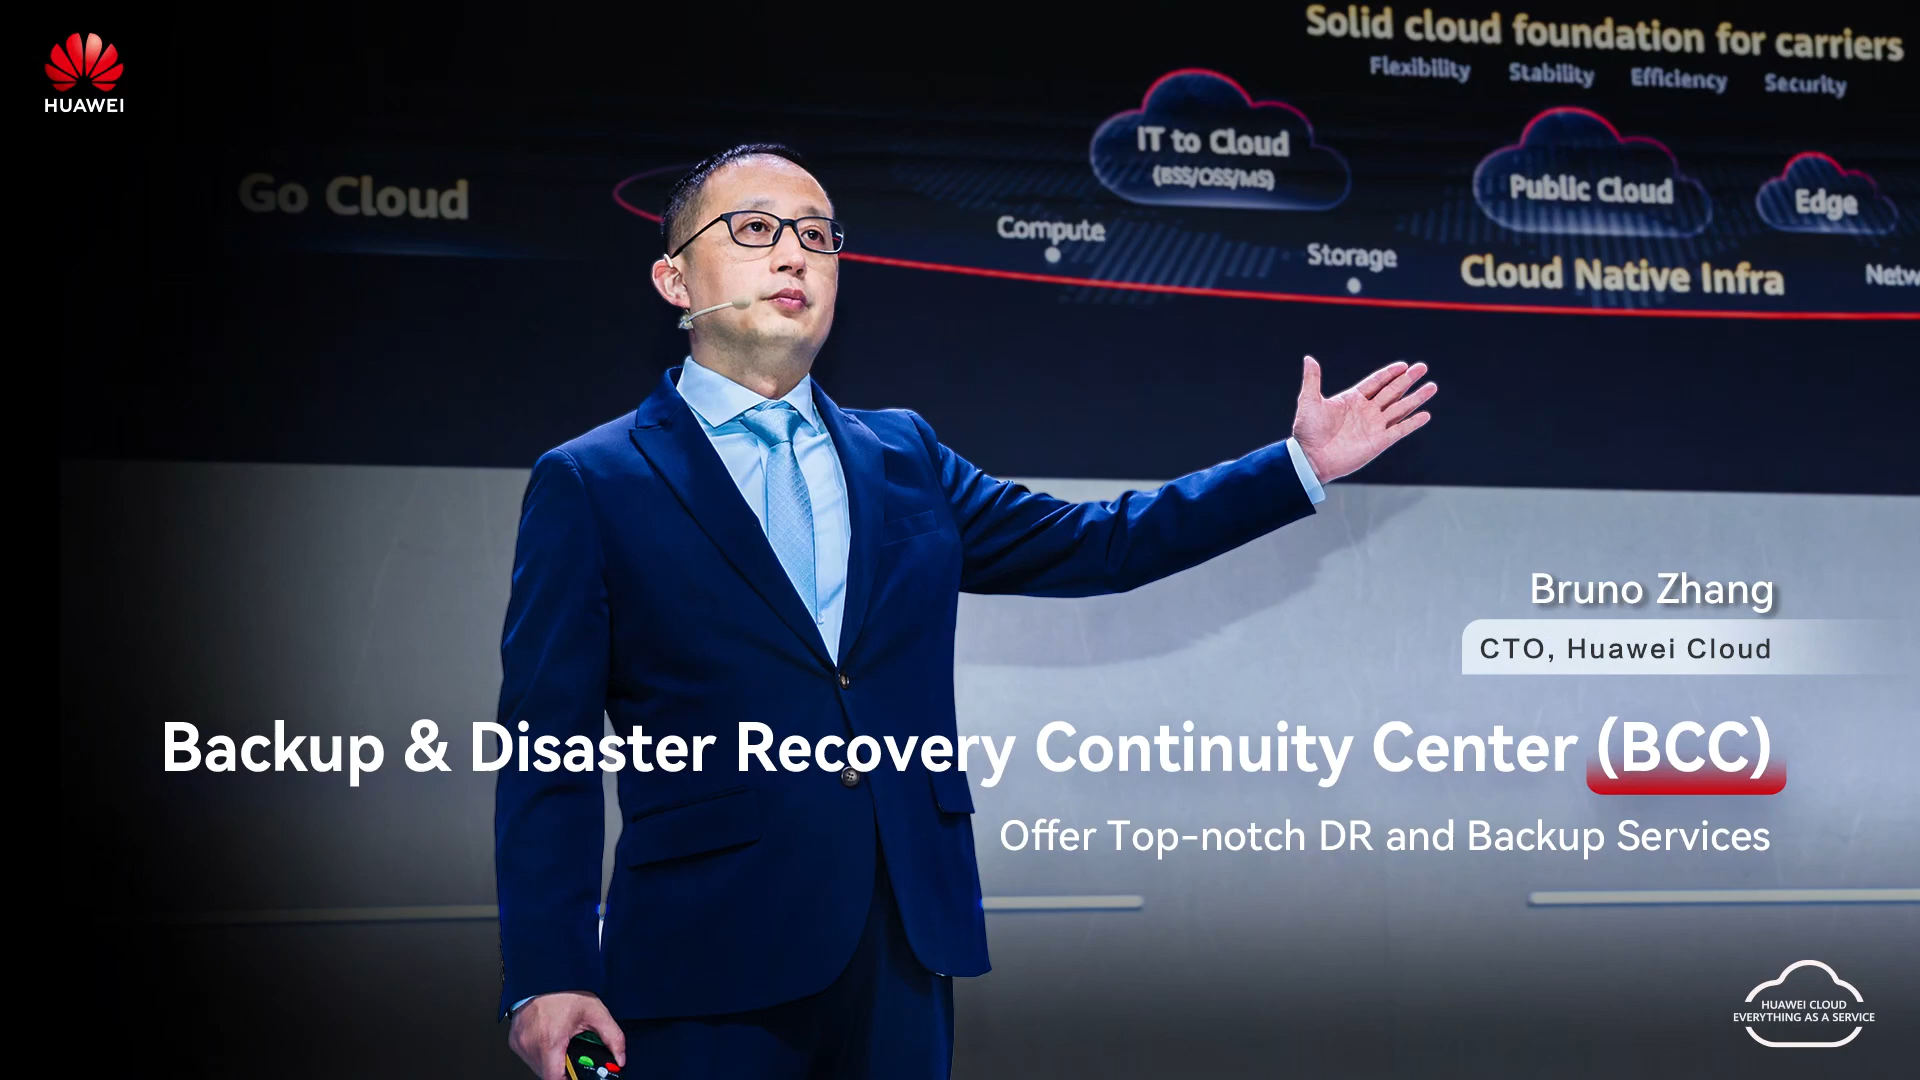 HUAWEI
Solid cloud foundation for carriers
Flexibility Stability Efficiency Security
IT to Cloud
(BSS/OSS/MS)
Public Cloud
Edge
Go Cloud
Compute
Storage
Cloud Native Infra
Netw
Bruno Zhang
CTO, Huawei Cloud
Backup & Disaster Recovery Continuity Center (BCC)
Offer Top-notch DR and Backup Services
HUAWEI CLOUD
EVERYTHING AS A SERVICE